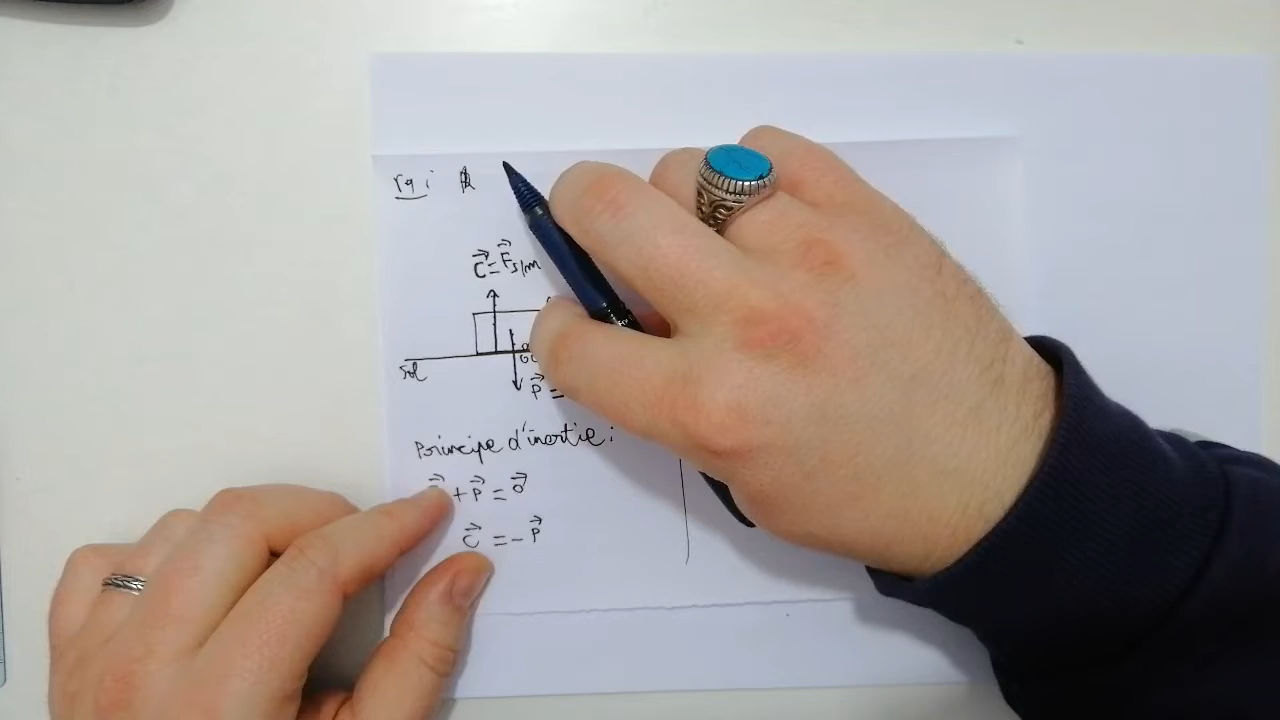 rq :
C⃗ = F⃗s/m
sol
P⃗ =
Principe d'inertie :
+ P⃗ = 0⃗
C⃗ = - P⃗